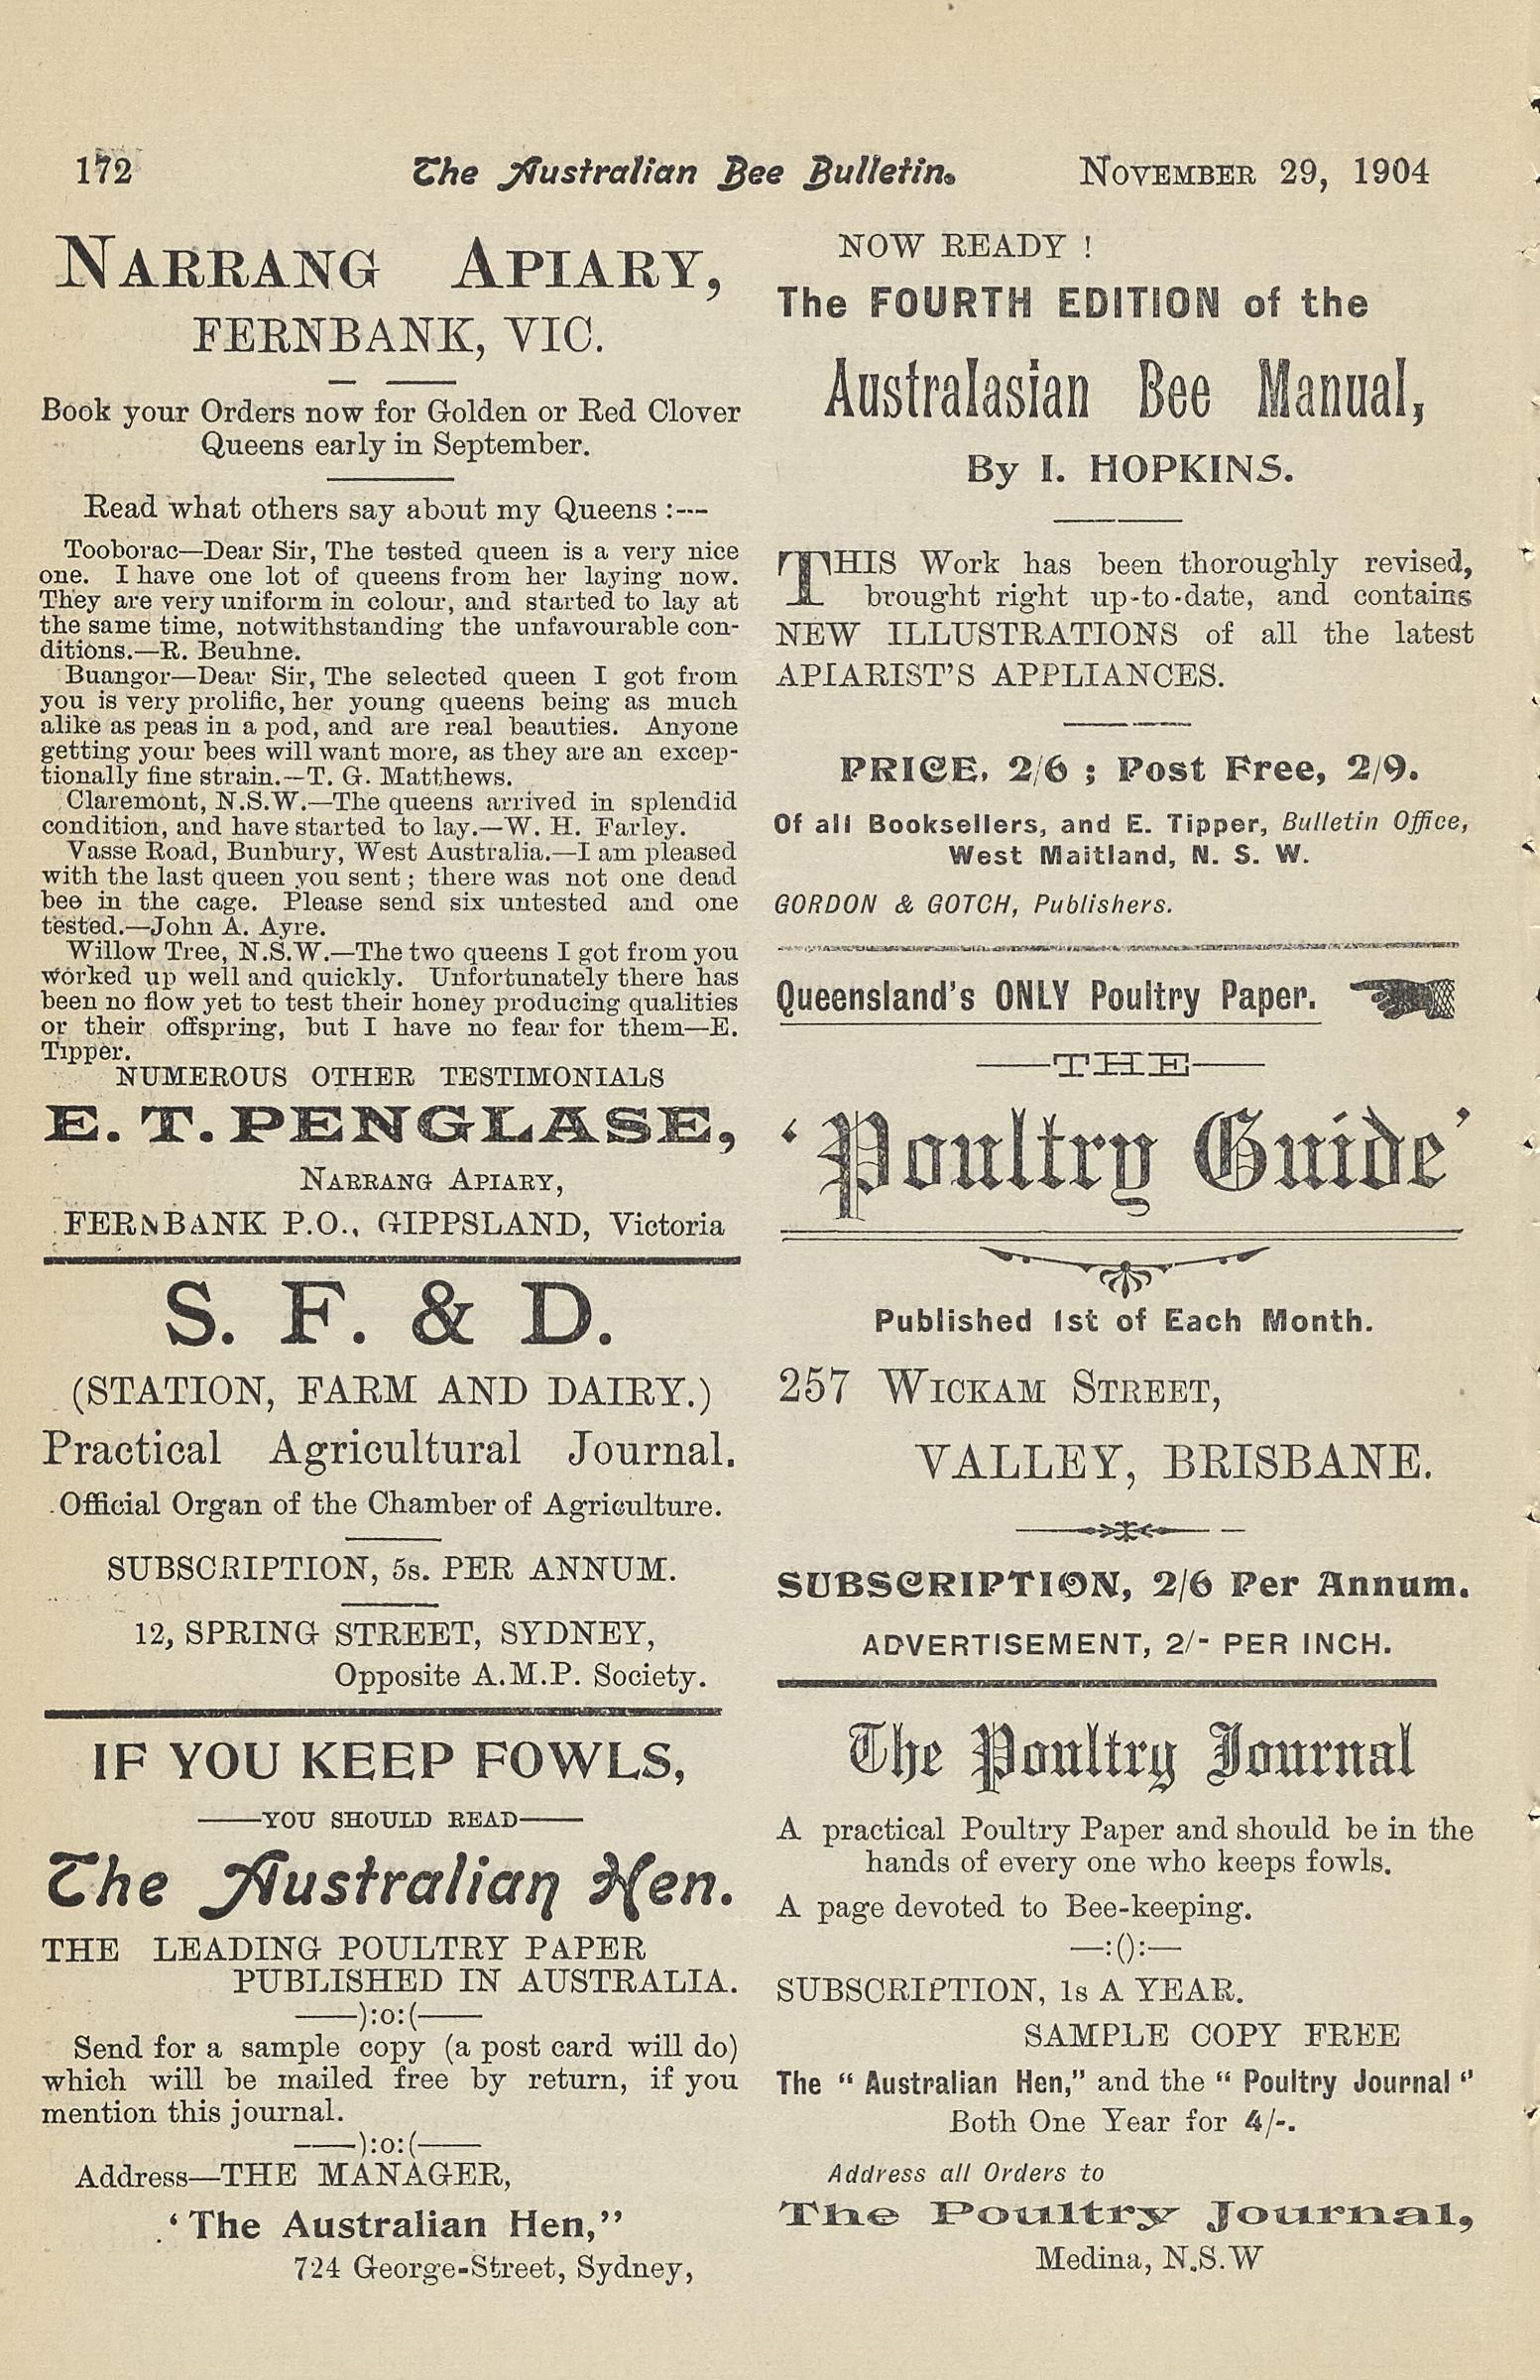 172 The Australian Bee Bulletin. NOVEMBER 29, 1904
NARRANG APIARY,
FERNBANK, VIC.
Book your Orders now for Golden or Red Clover
Queens early in September.
Read what others say about my Queens :---
Tooborac—Dear Sir, The tested queen is a very nice
one. I have one lot of queens from her laying now.
They are very uniform in colour, and started to lay at
the same time, notwithstanding the unfavourable con-
ditions.—R. Beuhne.
Buangor—Dear Sir, The selected queen I got from
you is very prolific, her young queens being as much
alike as peas in a pod, and are real beauties. Anyone
getting your bees will want more, as they are an excep-
tionally fine strain.—T. G. Matthews.
Claremont, N.S.W.—The queens arrived in splendid
condition, and have started to lay.—W. H. Farley.
Vasse Road, Bunbury, West Australia.—I am pleased
with the last queen you sent ; there was not one dead
bee in the cage. Please send six untested and one
tested.—John A. Ayre.
Willow Tree, N.S.W.—The two queens I got from you
worked up well and quickly. Unfortunately there has
been no flow yet to test their honey producing qualities
or their offspring, but I have no fear for them—E.
Tipper.
NUMEROUS OTHER TESTIMONIALS
E. T. PENGLASE,
NARRANG APIARY,
FERNBANK P.O., GIPPSLAND, Victoria
S. F. & D.
(STATION, FARM AND DAIRY.)
Practical Agricultural Journal.
Official Organ of the Chamber of Agriculture.
SUBSCRIPTION, 5s. PER ANNUM.
12, SPRING STREET, SYDNEY,
Opposite A.M.P. Society.
IF YOU KEEP FOWLS,
——YOU SHOULD READ——
The Australian Hen.
THE LEADING POULTRY PAPER
PUBLISHED IN AUSTRALIA.
——):o:(——
Send for a sample copy (a post card will do)
which will be mailed free by return, if you
mention this journal.
——):o:(——
Address—THE MANAGER,
‘ The Australian Hen,”
724 George-Street, Sydney,
NOW READY !
The FOURTH EDITION of the
Australasian Bee Manual,
By I. HOPKINS.
THIS Work has been thoroughly revised,
brought right up-to-date, and contains
NEW ILLUSTRATIONS of all the latest
APIARIST'S APPLIANCES.
PRICE, 2/6 ; Post Free, 2/9.
Of all Booksellers, and E. Tipper, Bulletin Office,
West Maitland, N. S. W.
GORDON & GOTCH, Publishers.
Queensland's ONLY Poultry Paper.
——THE——
‘ Poultry Guide’
Published 1st of Each Month.
257 WICKAM STREET,
VALLEY, BRISBANE.
SUBSCRIPTION, 2/6 Per Annum.
ADVERTISEMENT, 2/- PER INCH.
The Poultry Journal
A practical Poultry Paper and should be in the
hands of every one who keeps fowls.
A page devoted to Bee-keeping.
—:():—
SUBSCRIPTION, 1s A YEAR.
SAMPLE COPY FREE
The “ Australian Hen,” and the “ Poultry Journal ‘’
Both One Year for 4/-.
Address all Orders to
The Poultry Journal,
Medina, N.S.W